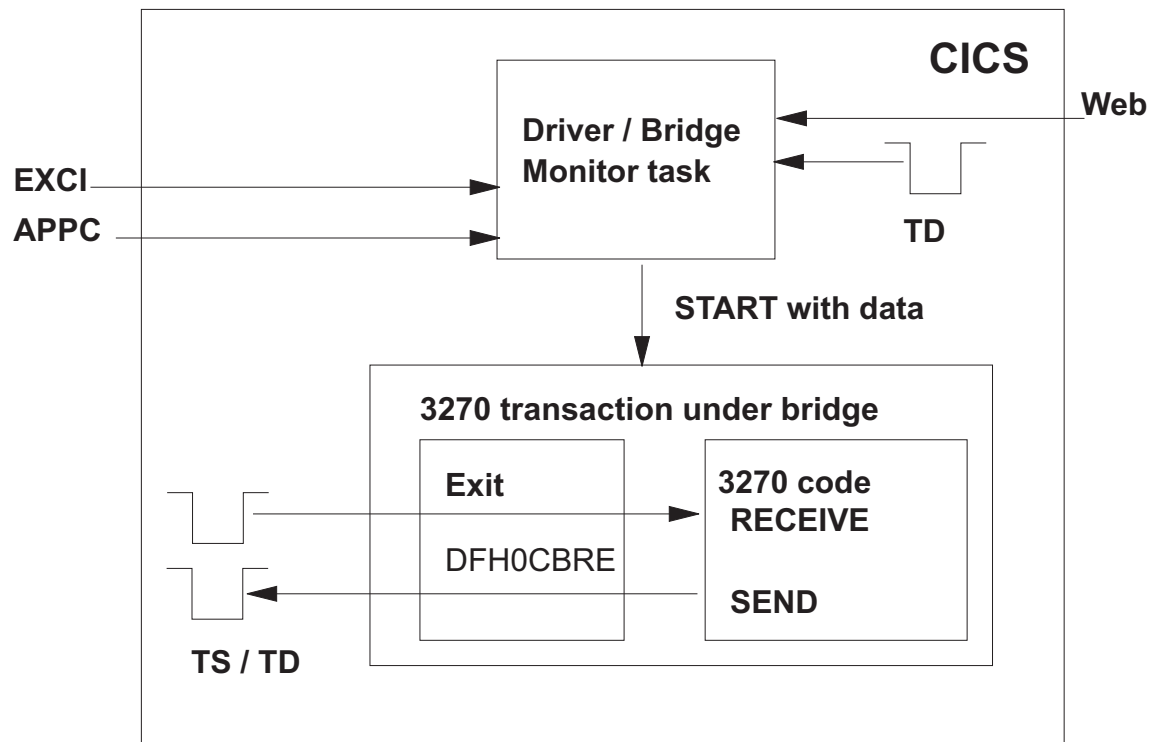 CICS
Web
Driver / Bridge
Monitor task
EXCI
APPC
TD
START with data
3270 transaction under bridge
Exit
3270 code
RECEIVE
DFH0CBRE
SEND
TS / TD